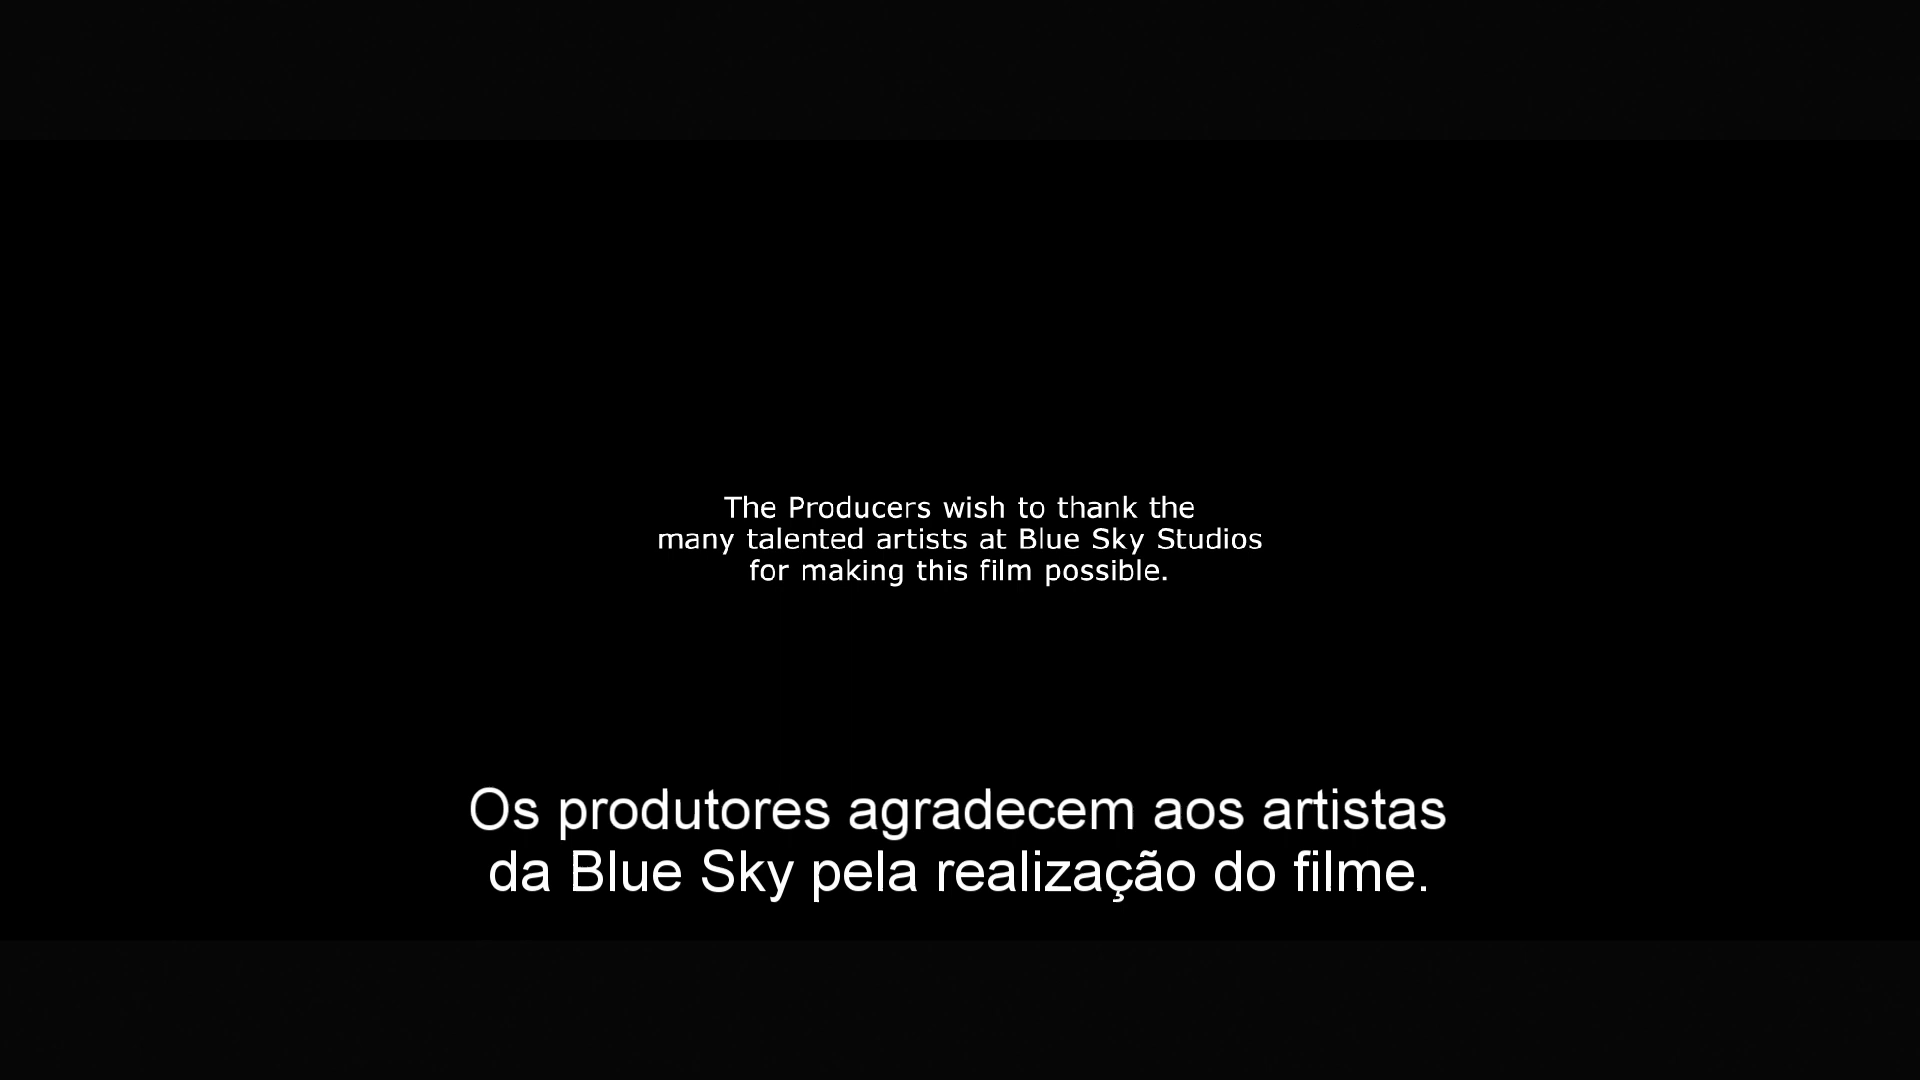 The Producers wish to thank the
many talented artists at Blue Sky Studios
for making this film possible.
Os produtores agradecem aos artistas
da Blue Sky pela realização do filme.